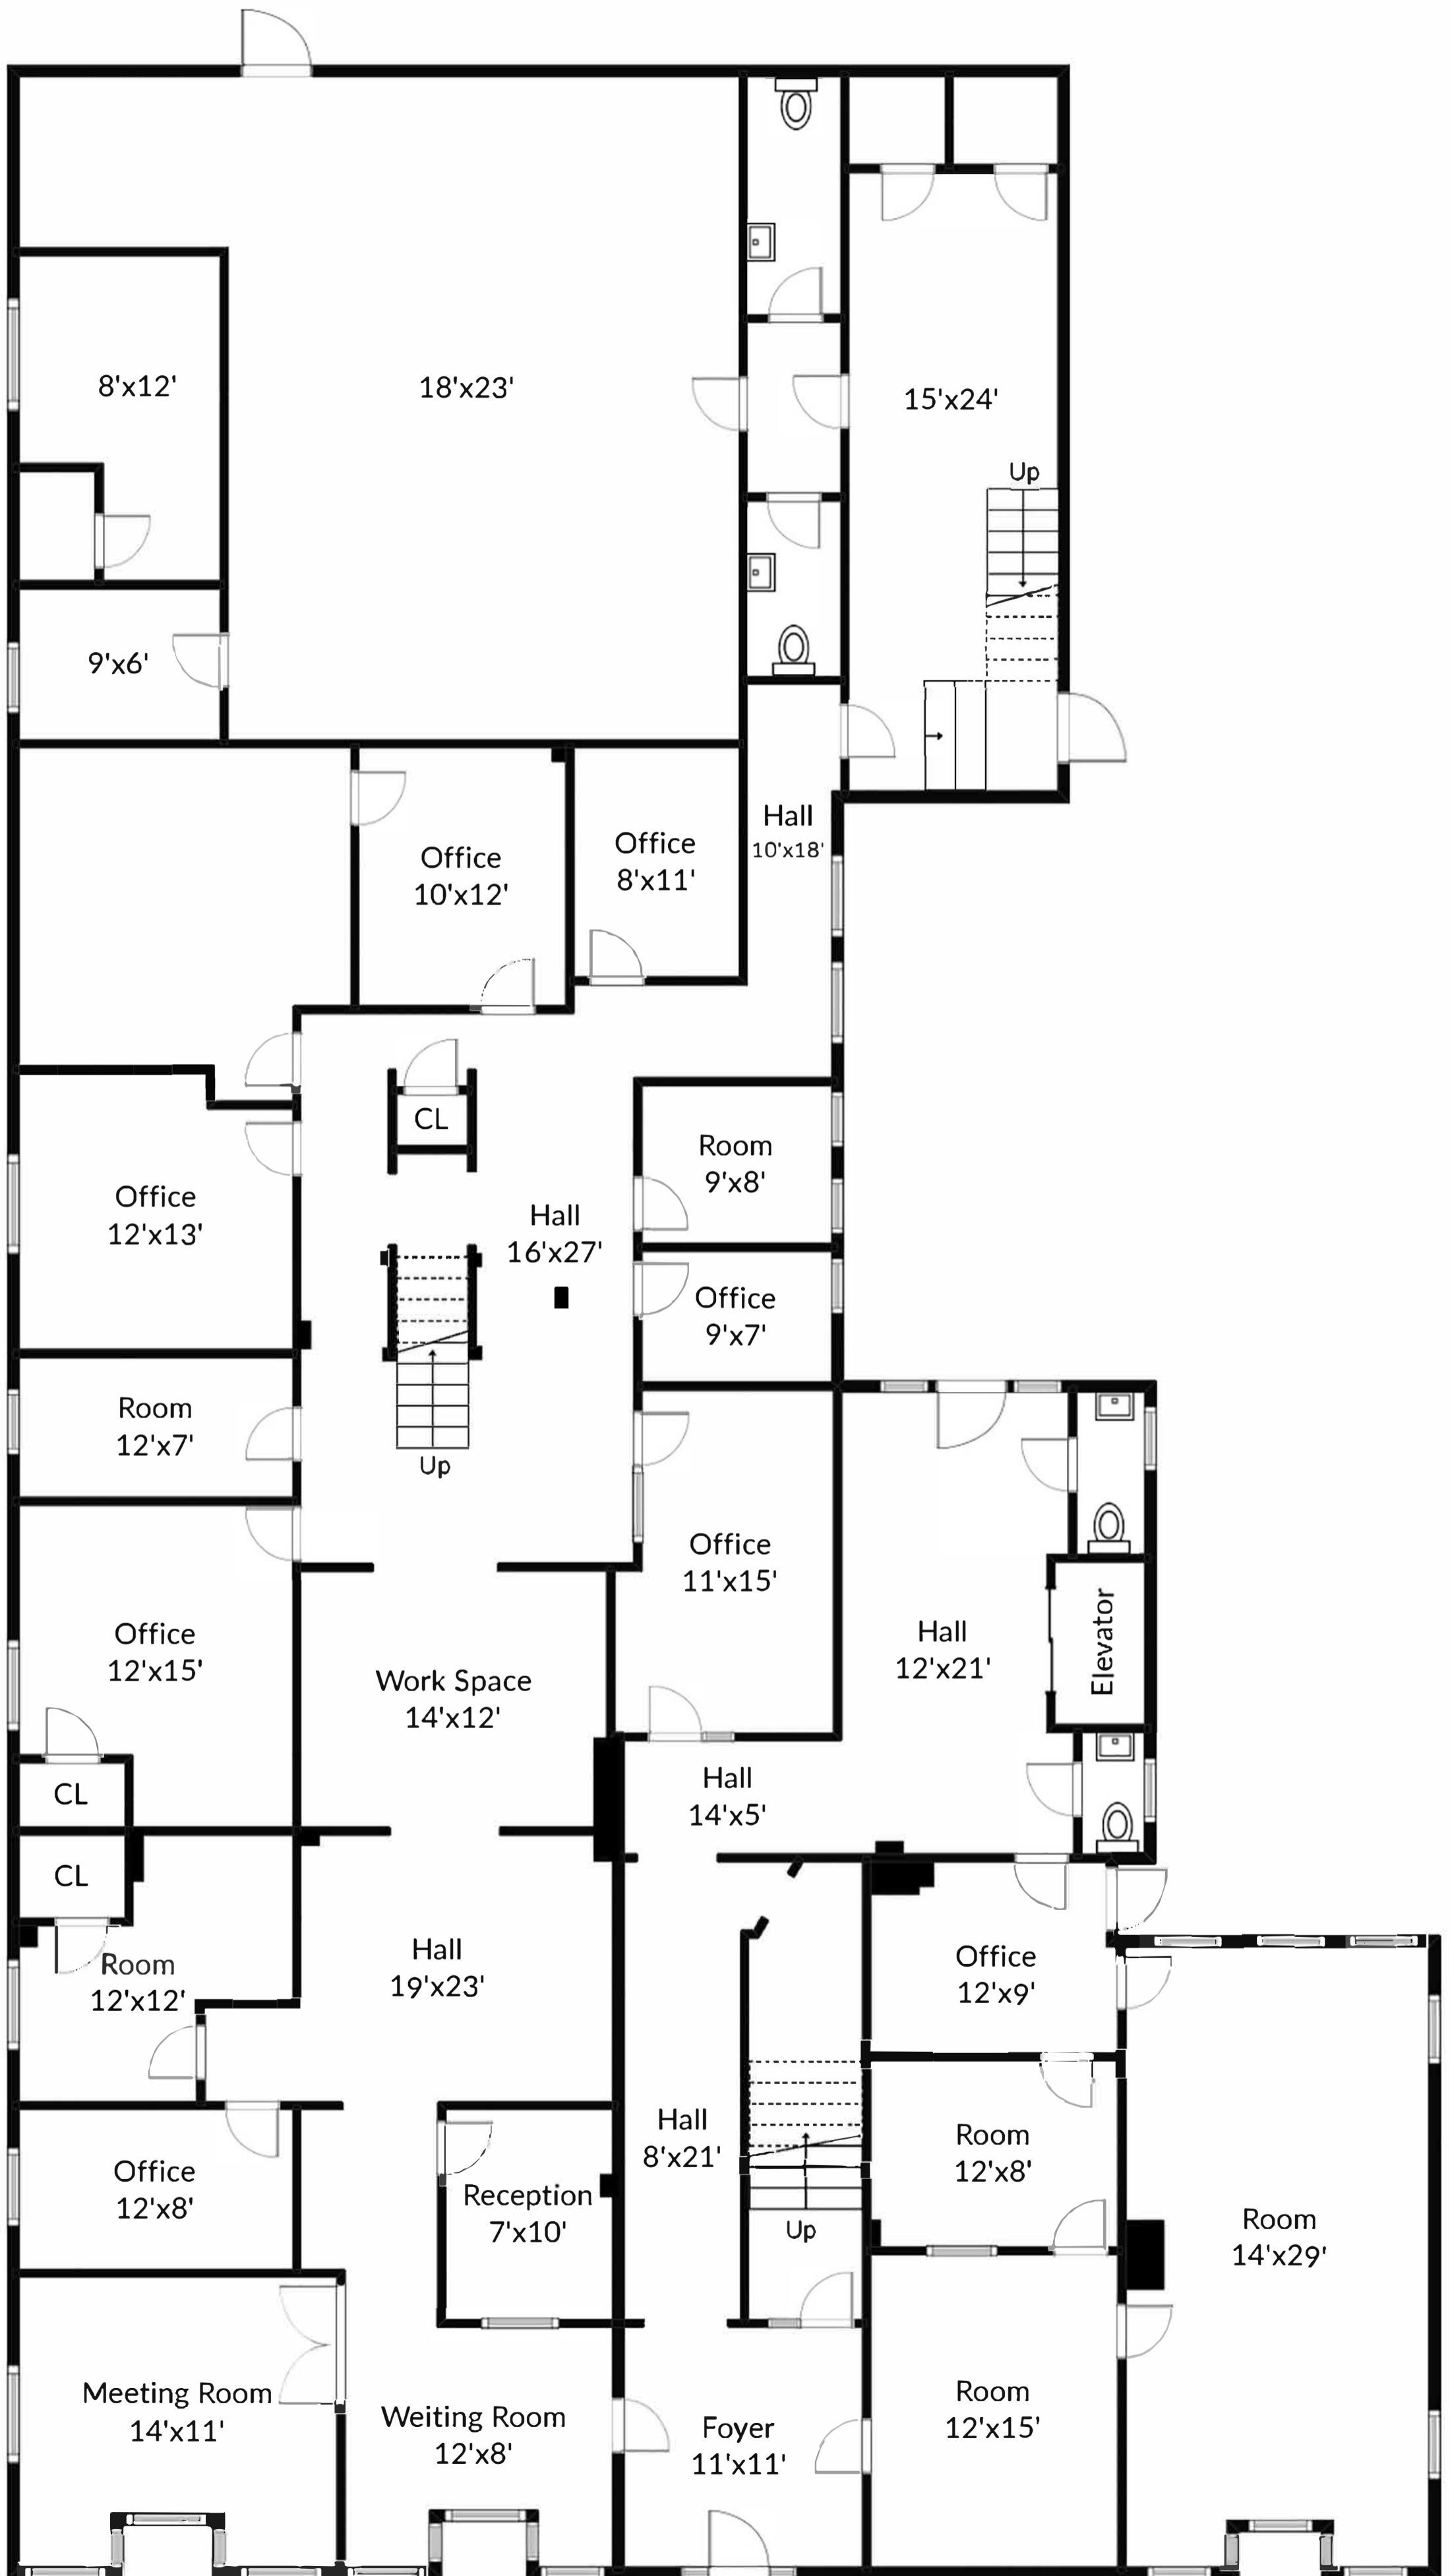 8'x12'
18'x23'
15'x24'
Up
9'x6'
Hall
10'x18'
Office
10'x12'
Office
8'x11'
CL
Room
9'x8'
Office
12'x13'
Hall
16'x27'
Office
9'x7'
Room
12'x7'
Up
Office
11'x15'
Office
12'x15'
Work Space
14'x12'
Hall
12'x21'
Elevator
CL
Hall
14'x5'
CL
Room
12'x12'
Hall
19'x23'
Office
12'x9'
Hall
8'x21'
Room
12'x8'
Office
12'x8'
Reception
7'x10'
Up
Room
14'x29'
Meeting Room
14'x11'
Weiting Room
12'x8'
Foyer
11'x11'
Room
12'x15'